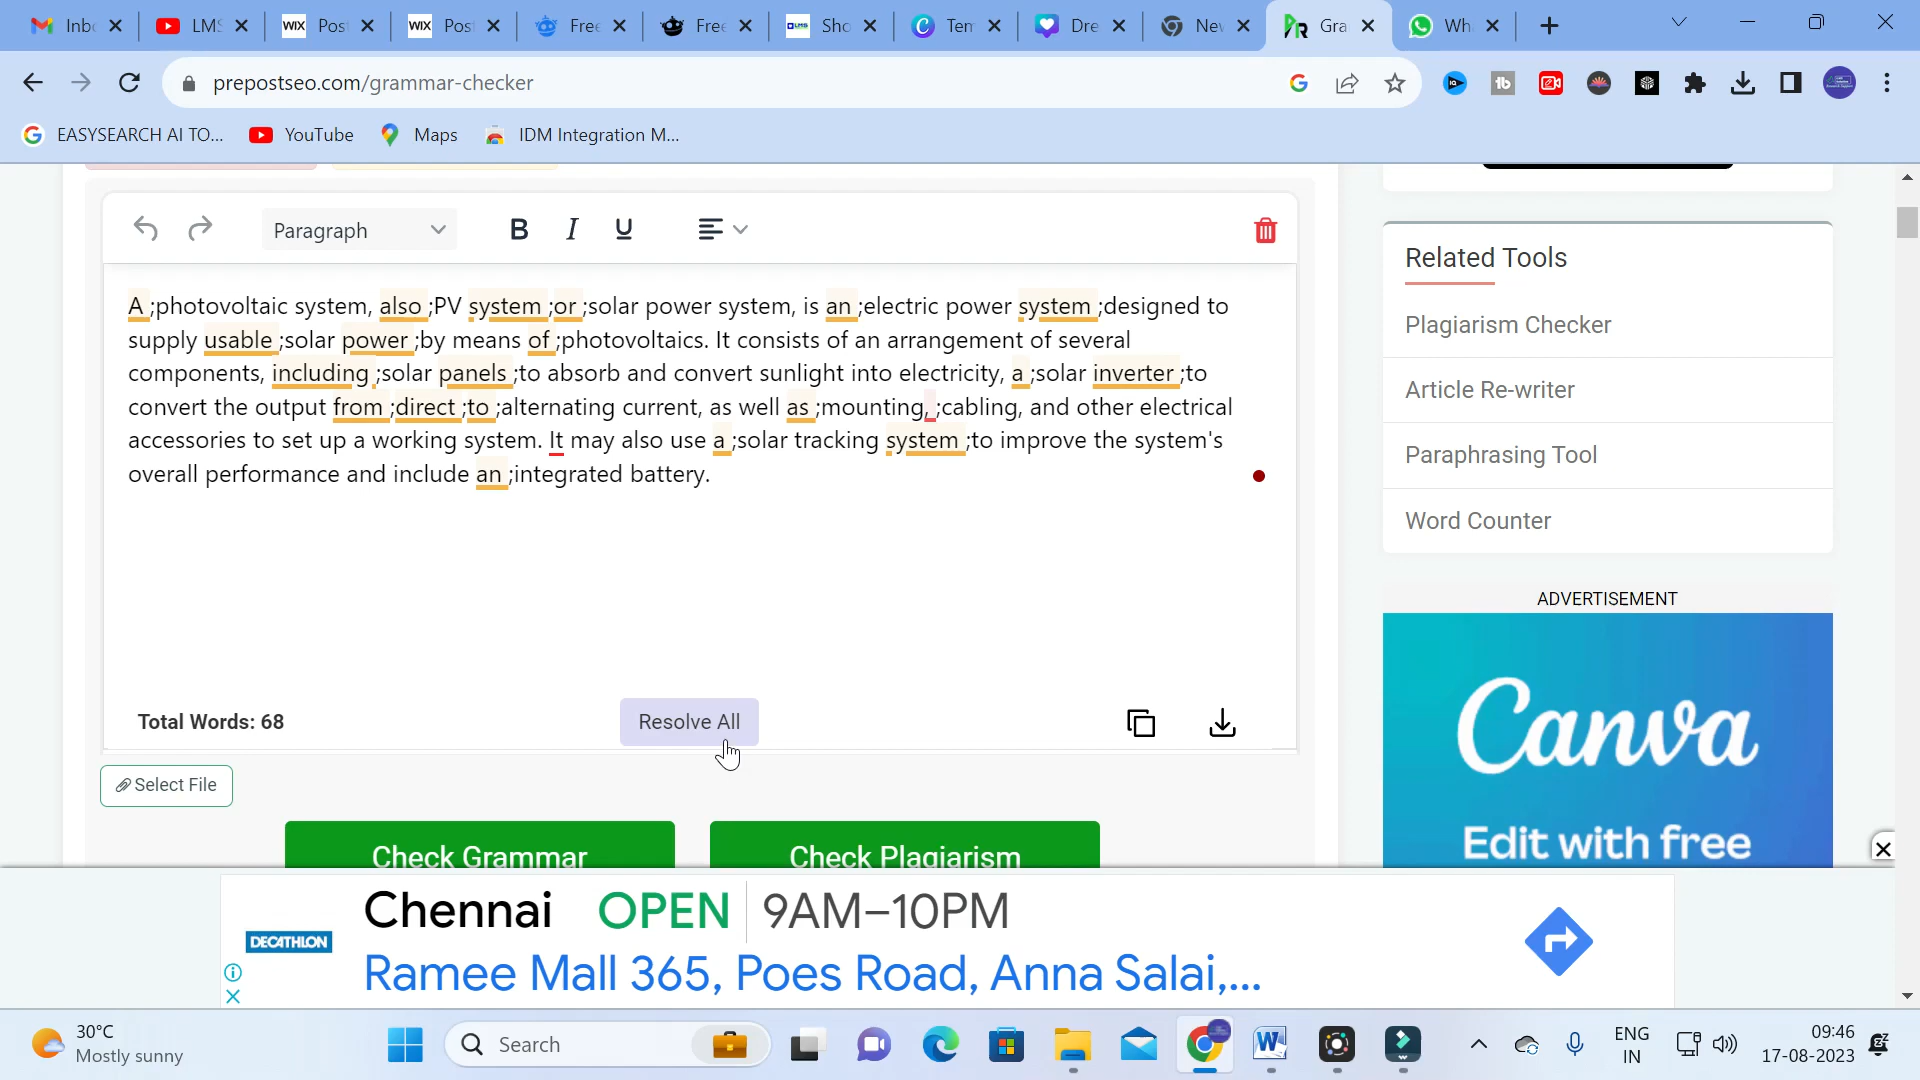 Inb
LMS
WIX Post
WIX Post
Free
Free
LMS Sho
Tem
Dre
Nev
Gra
Wh
prepostseo.com/grammar-checker
EASYSEARCH AI TO...
YouTube
Maps
IDM Integration M...
Paragraph
B I U
A ;photovoltaic system, also ;PV system ;or ;solar power system, is an ;electric power system ;designed to
supply usable ;solar power ;by means of ;photovoltaics. It consists of an arrangement of several
components, including ;solar panels ;to absorb and convert sunlight into electricity, a ;solar inverter ;to
convert the output from ;direct ;to ;alternating current, as well as ;mounting, ;cabling, and other electrical
accessories to set up a working system. It may also use a ;solar tracking system ;to improve the system's
overall performance and include an ;integrated battery.
Total Words: 68
Resolve All
Select File
Check Grammar
Check Plagiarism
Related Tools
Plagiarism Checker
Article Re-writer
Paraphrasing Tool
Word Counter
ADVERTISEMENT
Canva
Edit with free
DECATHLON
Chennai OPEN 9AM–10PM
Ramee Mall 365, Poes Road, Anna Salai,...
30°C
Mostly sunny
Search
ENG
IN
09:46
17-08-2023